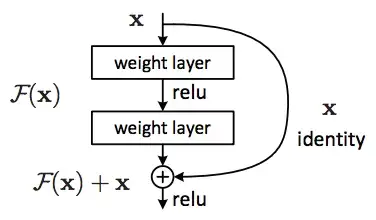 x
weight layer
relu
F(x)
x
weight layer
identity
F(x) + x
+
relu